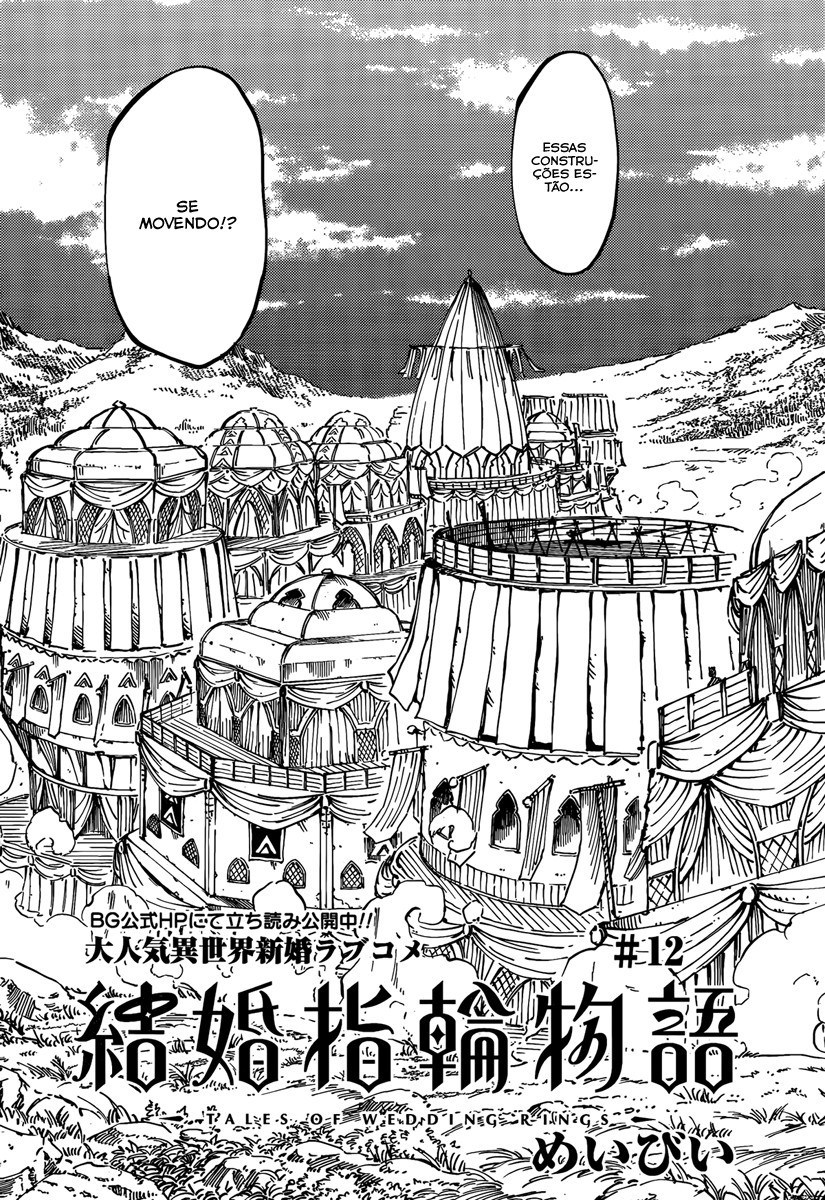 ESSAS
CONSTRU-
ÇÕES ES-
TÃO...
SE
MOVENDO!?
BG公式HPにて立ち読み公開中!!
大人気異世界新婚ラブコメ
#12
結婚指輪物語
TALES OF WEDDING RINGS
めいびい